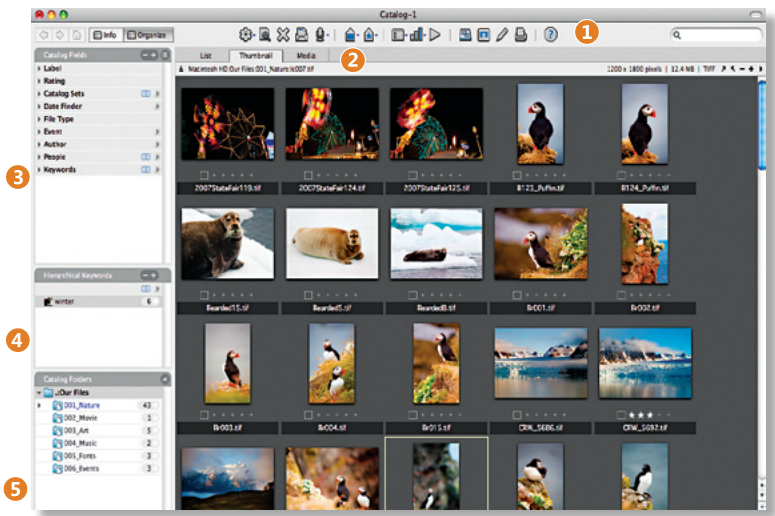 Catalog-1
Info Organize
1
Catalog Fields
List Thumbnail Media
2
Macintosh HD:Our Files:001_Nature:lc007.tif
1200 x 1800 pixels | 12.4 MB | TIFF
Label
Rating
Catalog Sets
Date Finder
File Type
Event
Author
People
Keywords
3
2007StateFair119.tif 2007StateFair124.tif 2007StateFair125.tif B123_Puffin.tif B124_Puffin.tif
Hierarchical Keywords
winter 6
Bearded15.tif Bearded5.tif Bearded8.tif Br001.tif Br002.tif
4
Catalog Folders
:Our Files
001_Nature 43
002_Movie 1
003_Art 5
004_Music 2
005_Fonts 3
006_Events 3
Br003.tif Br004.tif Br015.tif CRW_5686.tif CRW_5692.tif
5